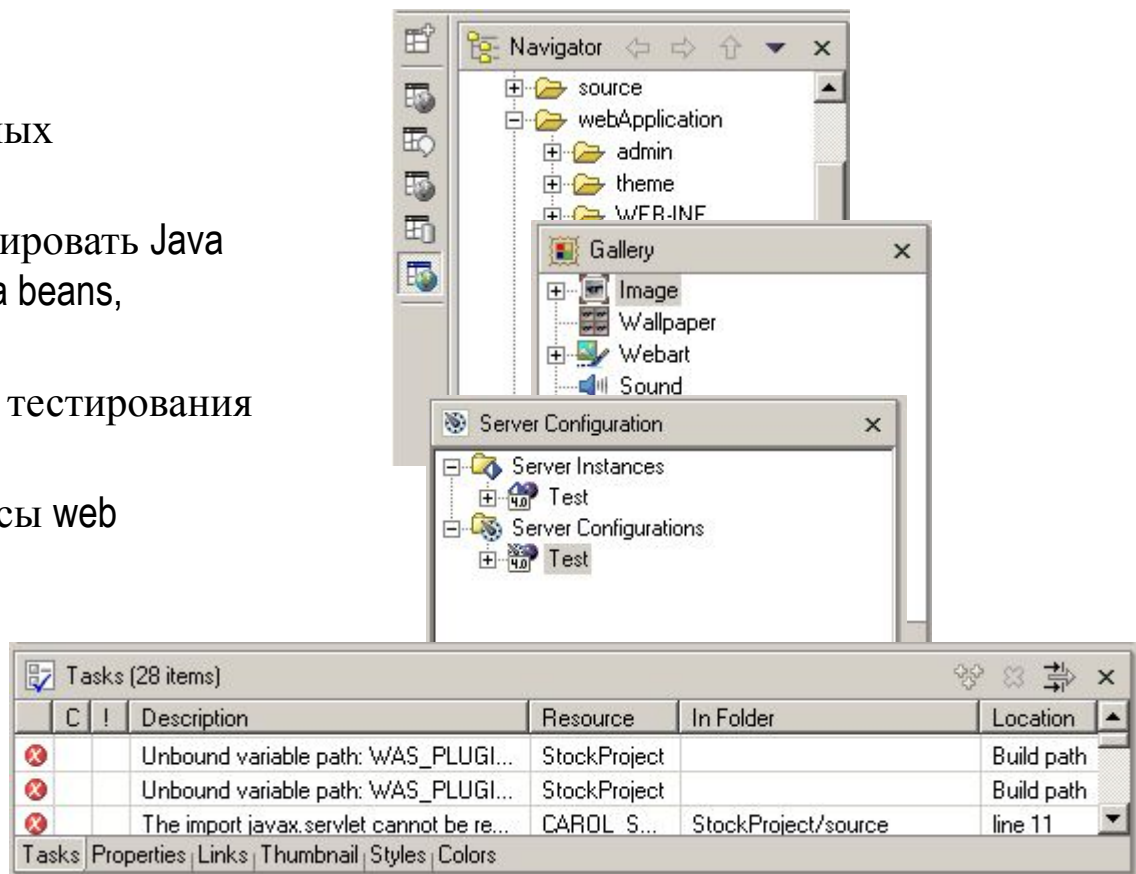 ных
ировать Java
a beans,
тестирования
сы web
Navigator
source
webApplication
admin
theme
WEB-INF
Gallery
Image
Wallpaper
Webart
Sound
Server Configuration
Server Instances
Test
Server Configurations
Test
Tasks (28 items)
C ! Description Resource In Folder Location
Unbound variable path: WAS_PLUGI... StockProject Build path
Unbound variable path: WAS_PLUGI... StockProject Build path
The import javax.servlet cannot be re... CAROL_S... StockProject/source line 11
Tasks Properties Links Thumbnail Styles Colors